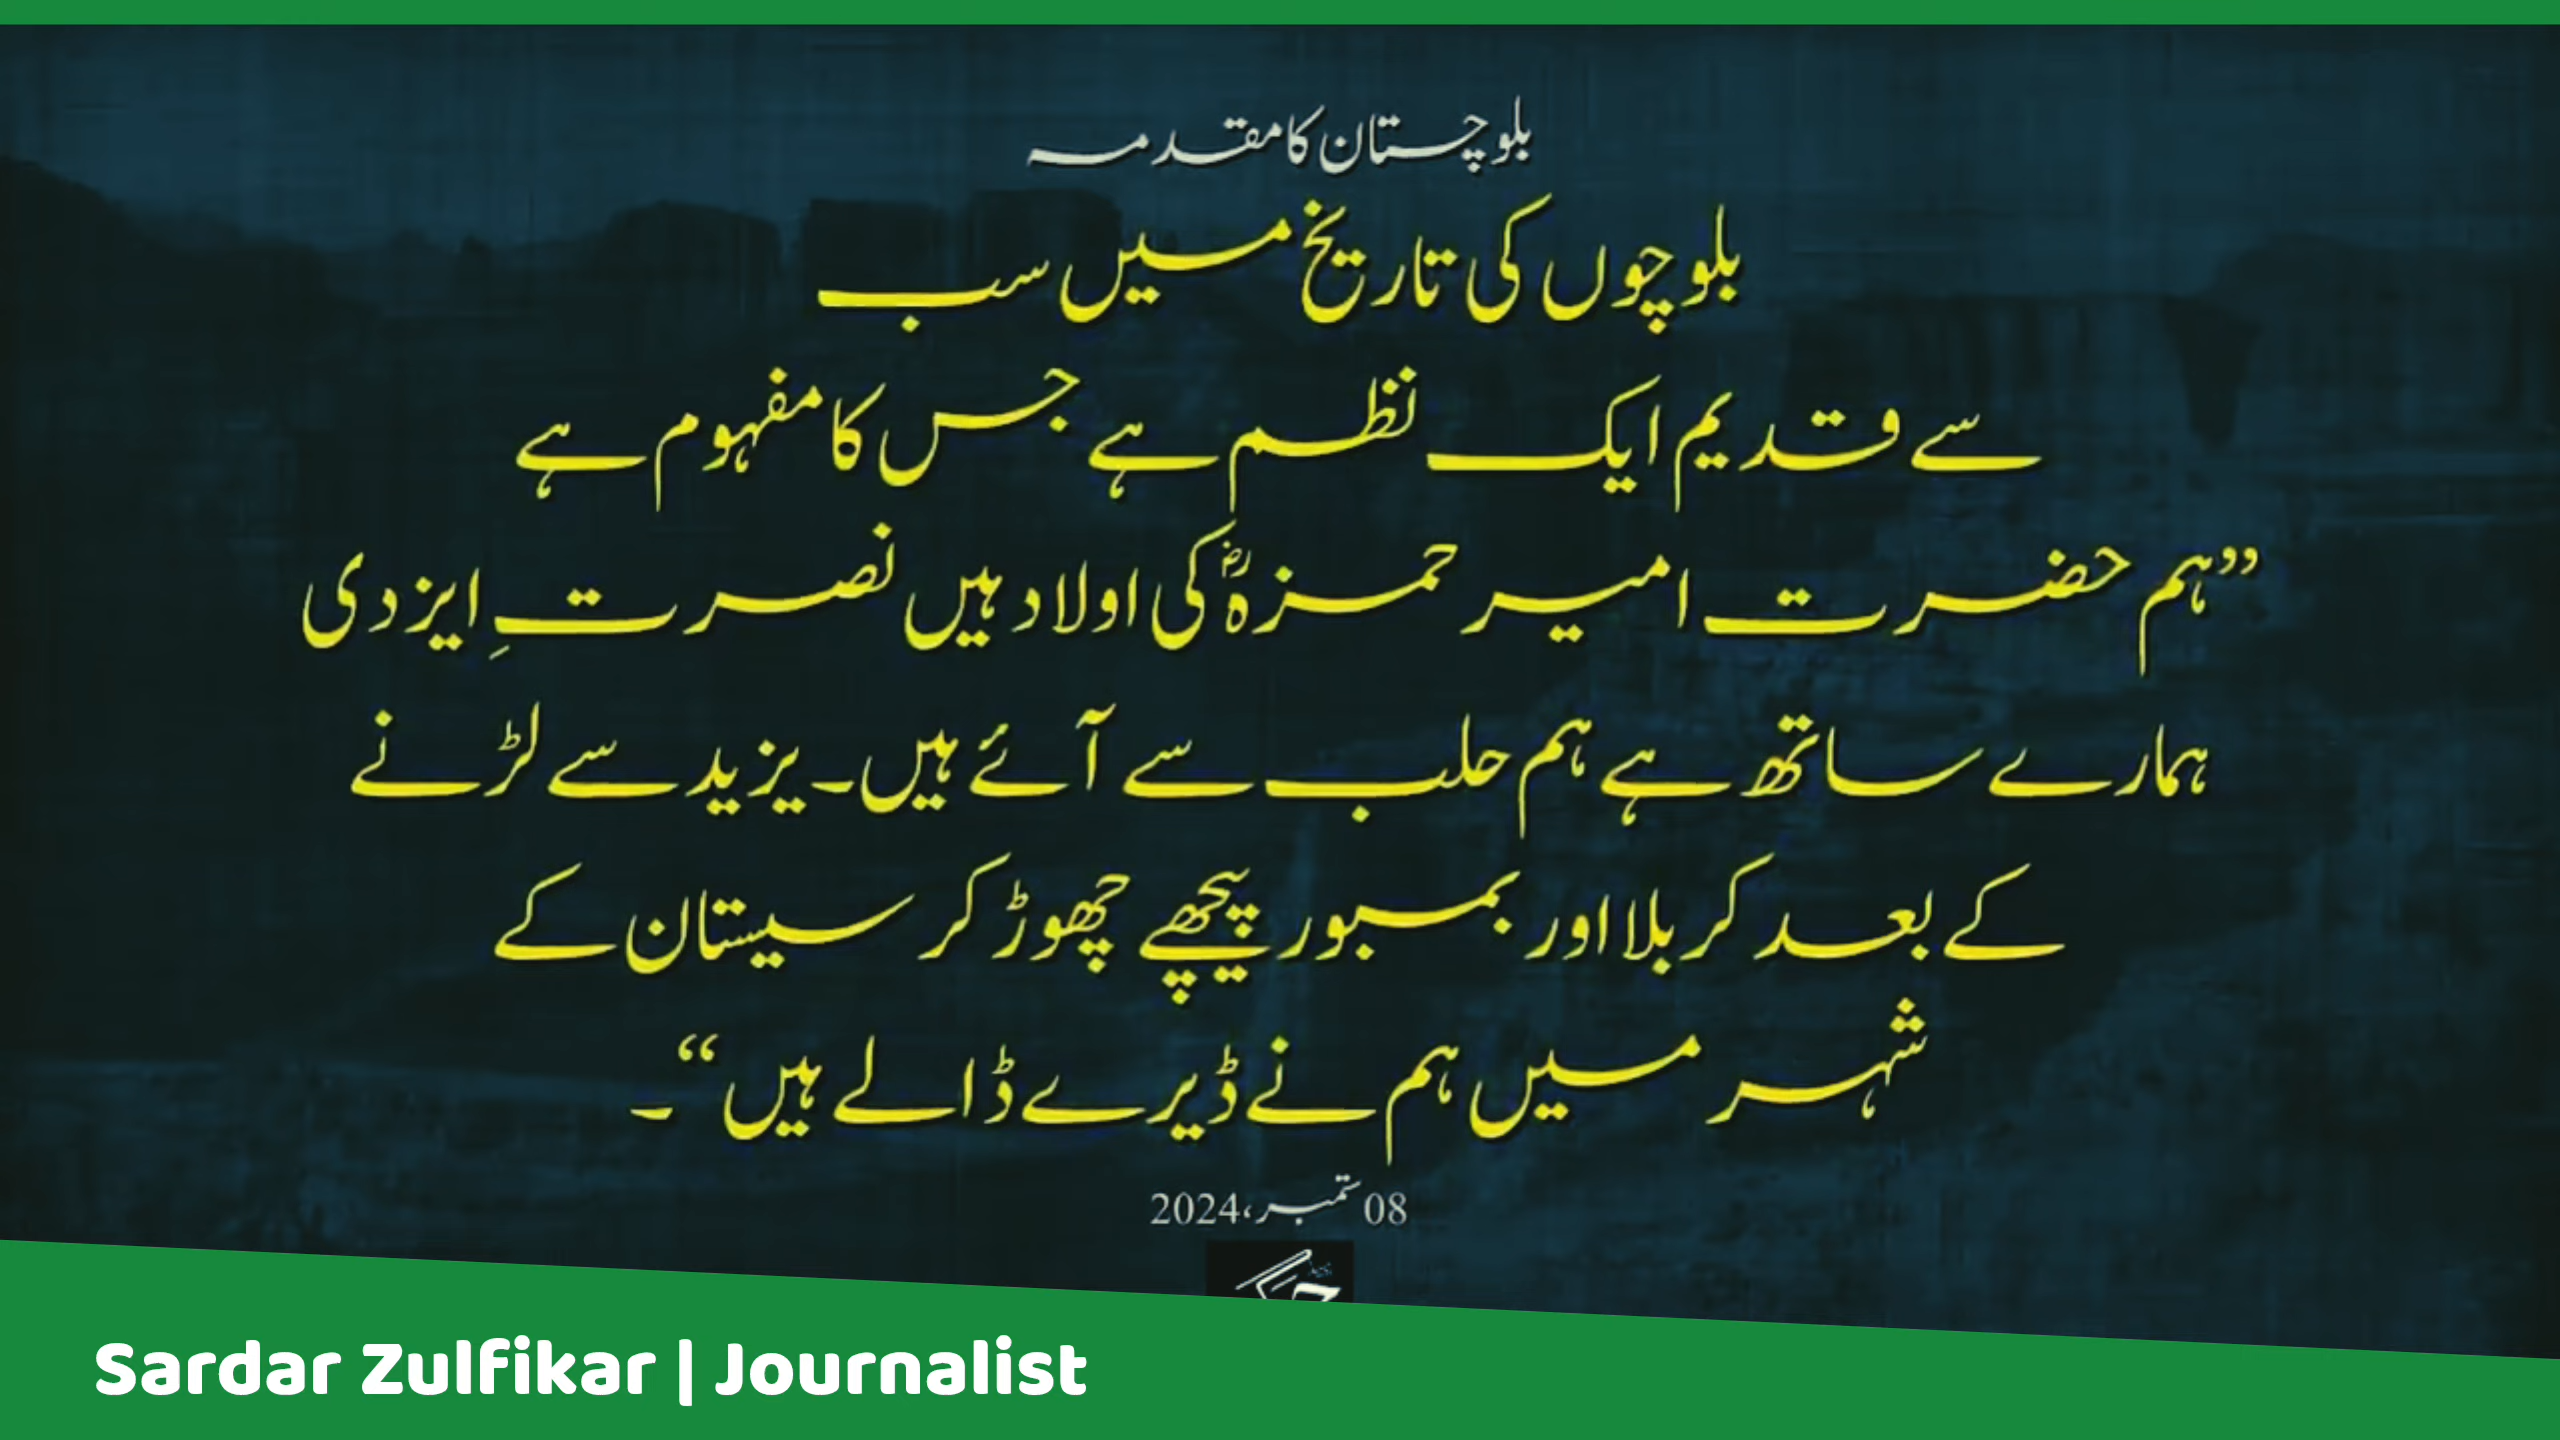 بلوچستان کا مقدمہ
بلوچوں کی تاریخ میں سب
سے قدیم ایک نظم ہے جس کا مفہوم ہے
”ہم حضرت امیر حمزہؓ کی اولاد ہیں نصرتِ ایزدی
ہمارے ساتھ ہے ہم حلب سے آئے ہیں۔ یزید سے لڑنے
کے بعد کربلا اور بمبور پیچھے چھوڑ کر سیستان کے
شہر میں ہم نے ڈیرے ڈالے ہیں“۔
08 ستمبر، 2024
Sardar Zulfikar | Journalist